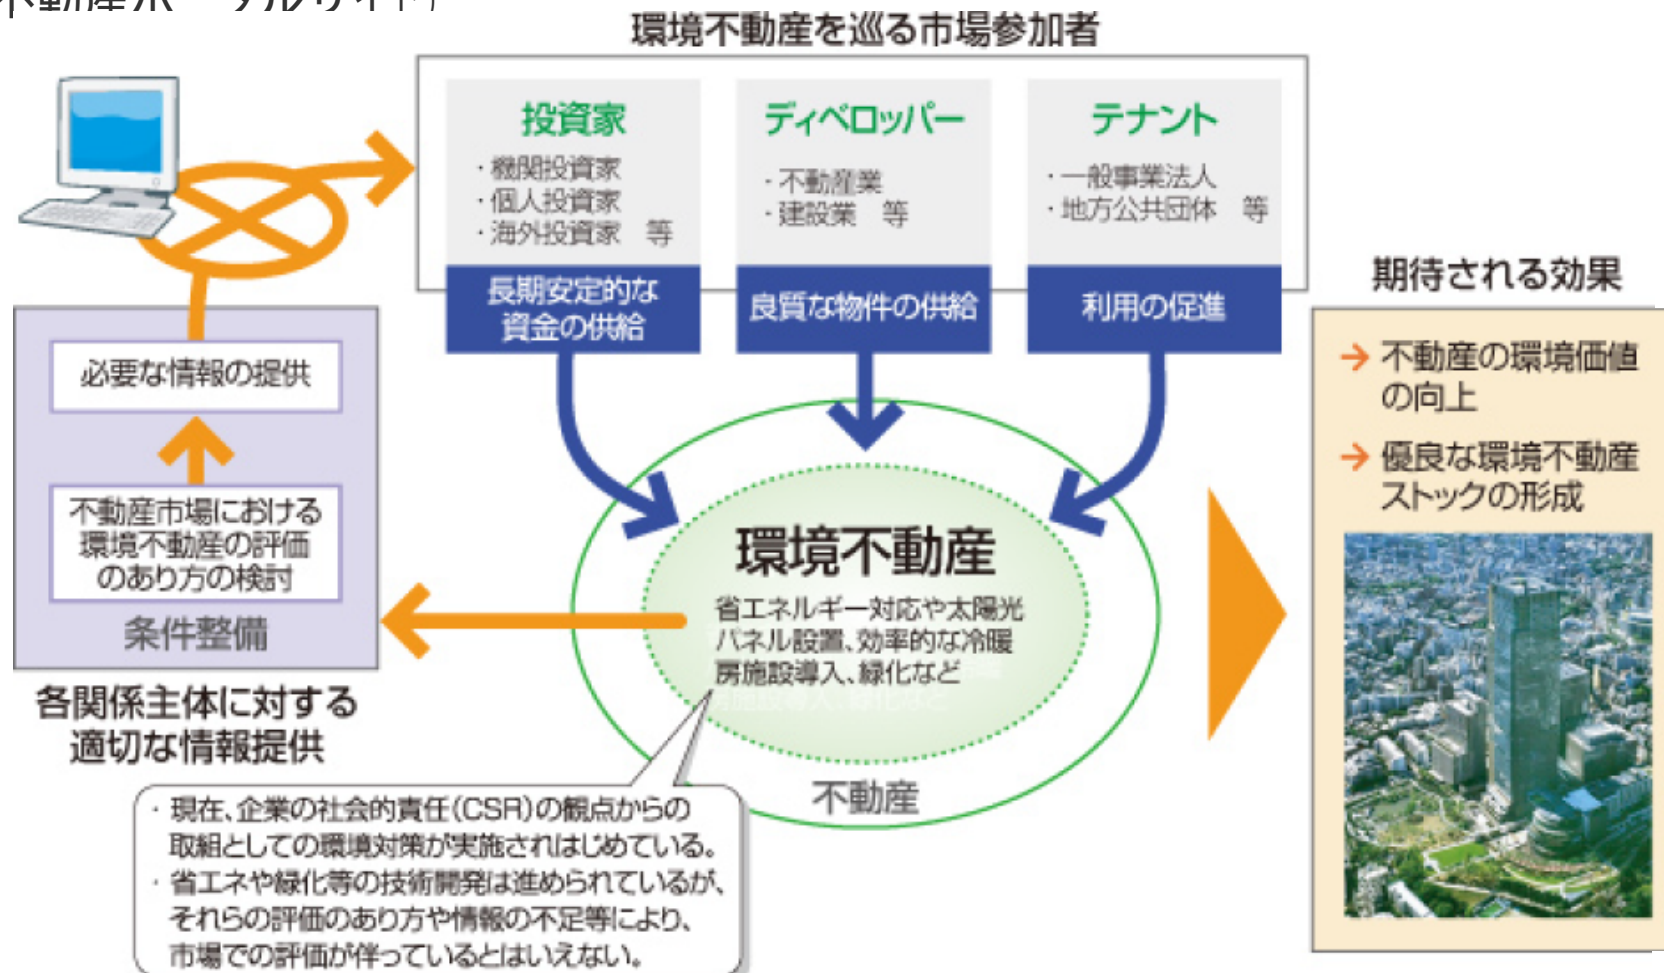 環境不動産を巡る市場参加者
投資家
・機関投資家
・個人投資家
・海外投資家　等
長期安定的な
資金の供給
ディベロッパー
・不動産業
・建設業　等
良質な物件の供給
テナント
・一般事業法人
・地方公共団体　等
利用の促進
必要な情報の提供
不動産市場における
環境不動産の評価
のあり方の検討
条件整備
各関係主体に対する
適切な情報提供
環境不動産
省エネルギー対応や太陽光
パネル設置、効率的な冷暖
房施設導入、緑化など
不動産
・現在、企業の社会的責任(CSR)の観点からの
取組としての環境対策が実施されはじめている。
・省エネや緑化等の技術開発は進められているが、
それらの評価のあり方や情報の不足等により、
市場での評価が伴っているとはいえない。
期待される効果
→ 不動産の環境価値
の向上
→ 優良な環境不動産
ストックの形成